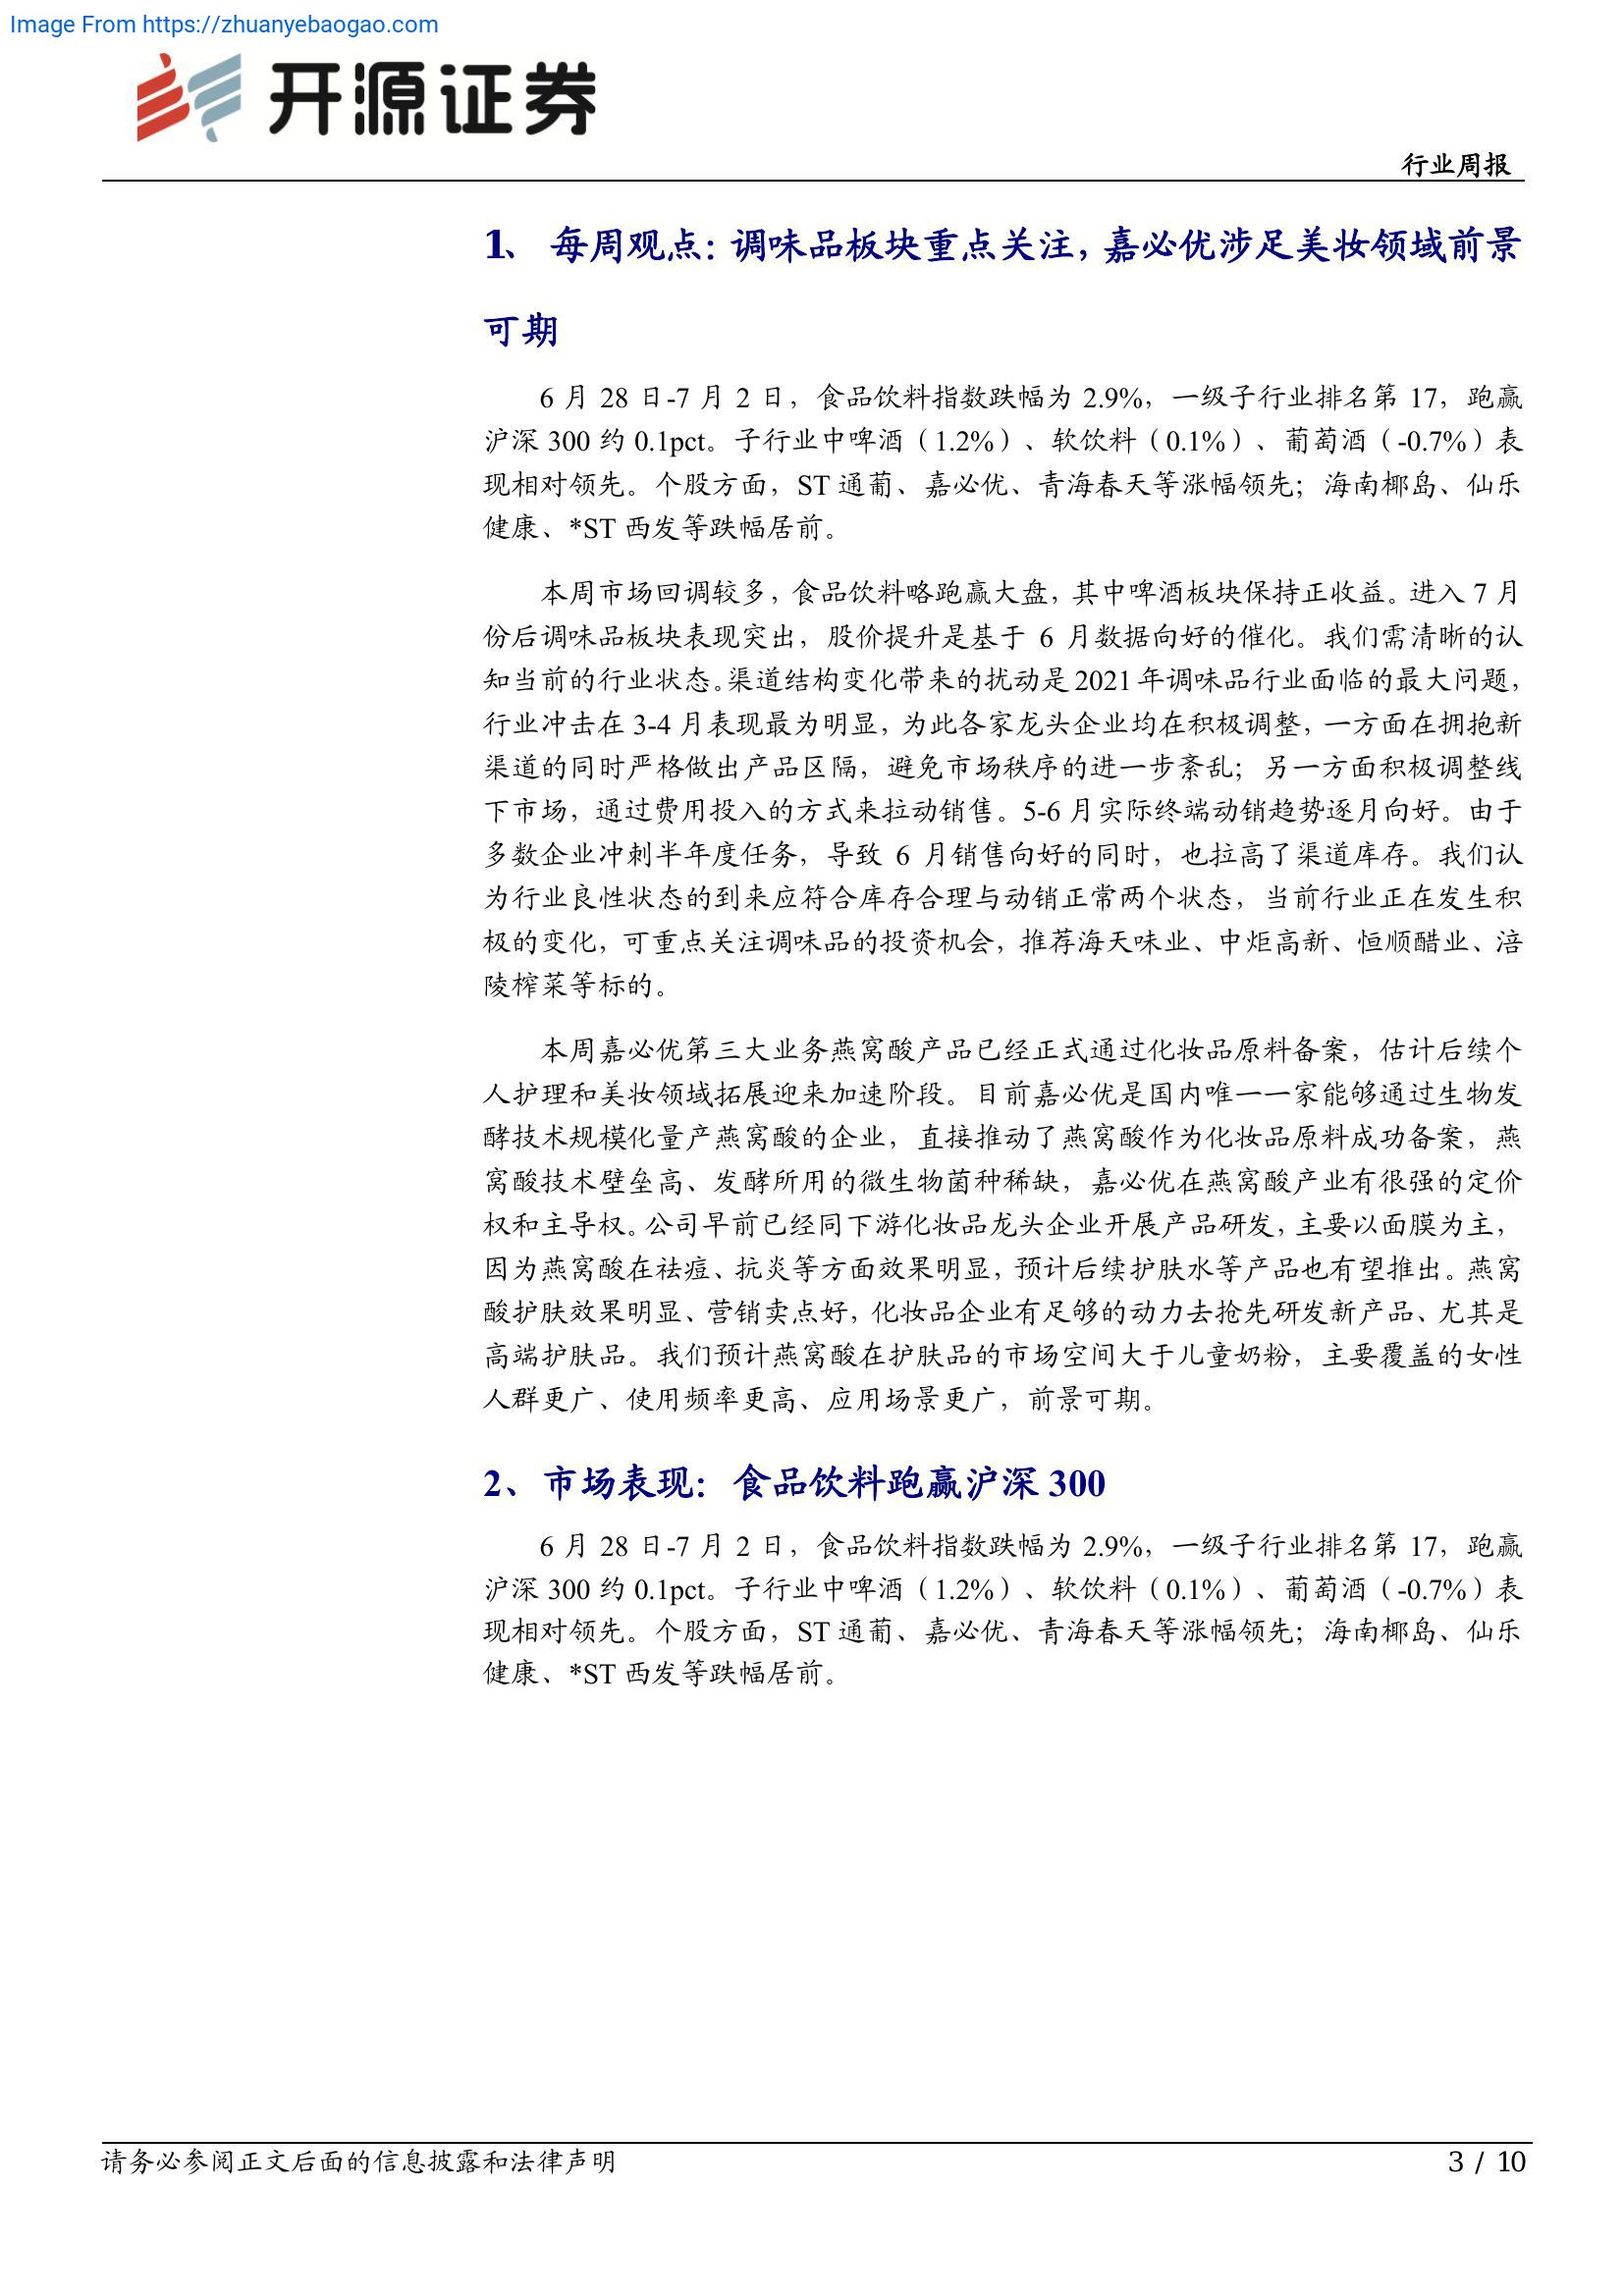 Image From https://zhuanyebaogao.com
开源证券
行业周报
1、 每周观点：调味品板块重点关注，嘉必优涉足美妆领域前景
可期
6 月 28 日-7 月 2 日，食品饮料指数跌幅为 2.9%，一级子行业排名第 17，跑赢
沪深 300 约 0.1pct。子行业中啤酒（1.2%）、软饮料（0.1%）、葡萄酒（-0.7%）表
现相对领先。个股方面，ST 通葡、嘉必优、青海春天等涨幅领先；海南椰岛、仙乐
健康、*ST 西发等跌幅居前。
本周市场回调较多，食品饮料略跑赢大盘，其中啤酒板块保持正收益。进入 7 月
份后调味品板块表现突出，股价提升是基于 6 月数据向好的催化。我们需清晰的认
知当前的行业状态。渠道结构变化带来的扰动是 2021 年调味品行业面临的最大问题，
行业冲击在 3-4 月表现最为明显，为此各家龙头企业均在积极调整，一方面在拥抱新
渠道的同时严格做出产品区隔，避免市场秩序的进一步紊乱；另一方面积极调整线
下市场，通过费用投入的方式来拉动销售。5-6 月实际终端动销趋势逐月向好。由于
多数企业冲刺半年度任务，导致 6 月销售向好的同时，也拉高了渠道库存。我们认
为行业良性状态的到来应符合库存合理与动销正常两个状态，当前行业正在发生积
极的变化，可重点关注调味品的投资机会，推荐海天味业、中炬高新、恒顺醋业、涪
陵榨菜等标的。
本周嘉必优第三大业务燕窝酸产品已经正式通过化妆品原料备案，估计后续个
人护理和美妆领域拓展迎来加速阶段。目前嘉必优是国内唯一一家能够通过生物发
酵技术规模化量产燕窝酸的企业，直接推动了燕窝酸作为化妆品原料成功备案，燕
窝酸技术壁垒高、发酵所用的微生物菌种稀缺，嘉必优在燕窝酸产业有很强的定价
权和主导权。公司早前已经同下游化妆品龙头企业开展产品研发，主要以面膜为主，
因为燕窝酸在祛痘、抗炎等方面效果明显，预计后续护肤水等产品也有望推出。燕窝
酸护肤效果明显、营销卖点好，化妆品企业有足够的动力去抢先研发新产品、尤其是
高端护肤品。我们预计燕窝酸在护肤品的市场空间大于儿童奶粉，主要覆盖的女性
人群更广、使用频率更高、应用场景更广，前景可期。
2、市场表现：食品饮料跑赢沪深 300
6 月 28 日-7 月 2 日，食品饮料指数跌幅为 2.9%，一级子行业排名第 17，跑赢
沪深 300 约 0.1pct。子行业中啤酒（1.2%）、软饮料（0.1%）、葡萄酒（-0.7%）表
现相对领先。个股方面，ST 通葡、嘉必优、青海春天等涨幅领先；海南椰岛、仙乐
健康、*ST 西发等跌幅居前。
请务必参阅正文后面的信息披露和法律声明
3 / 10